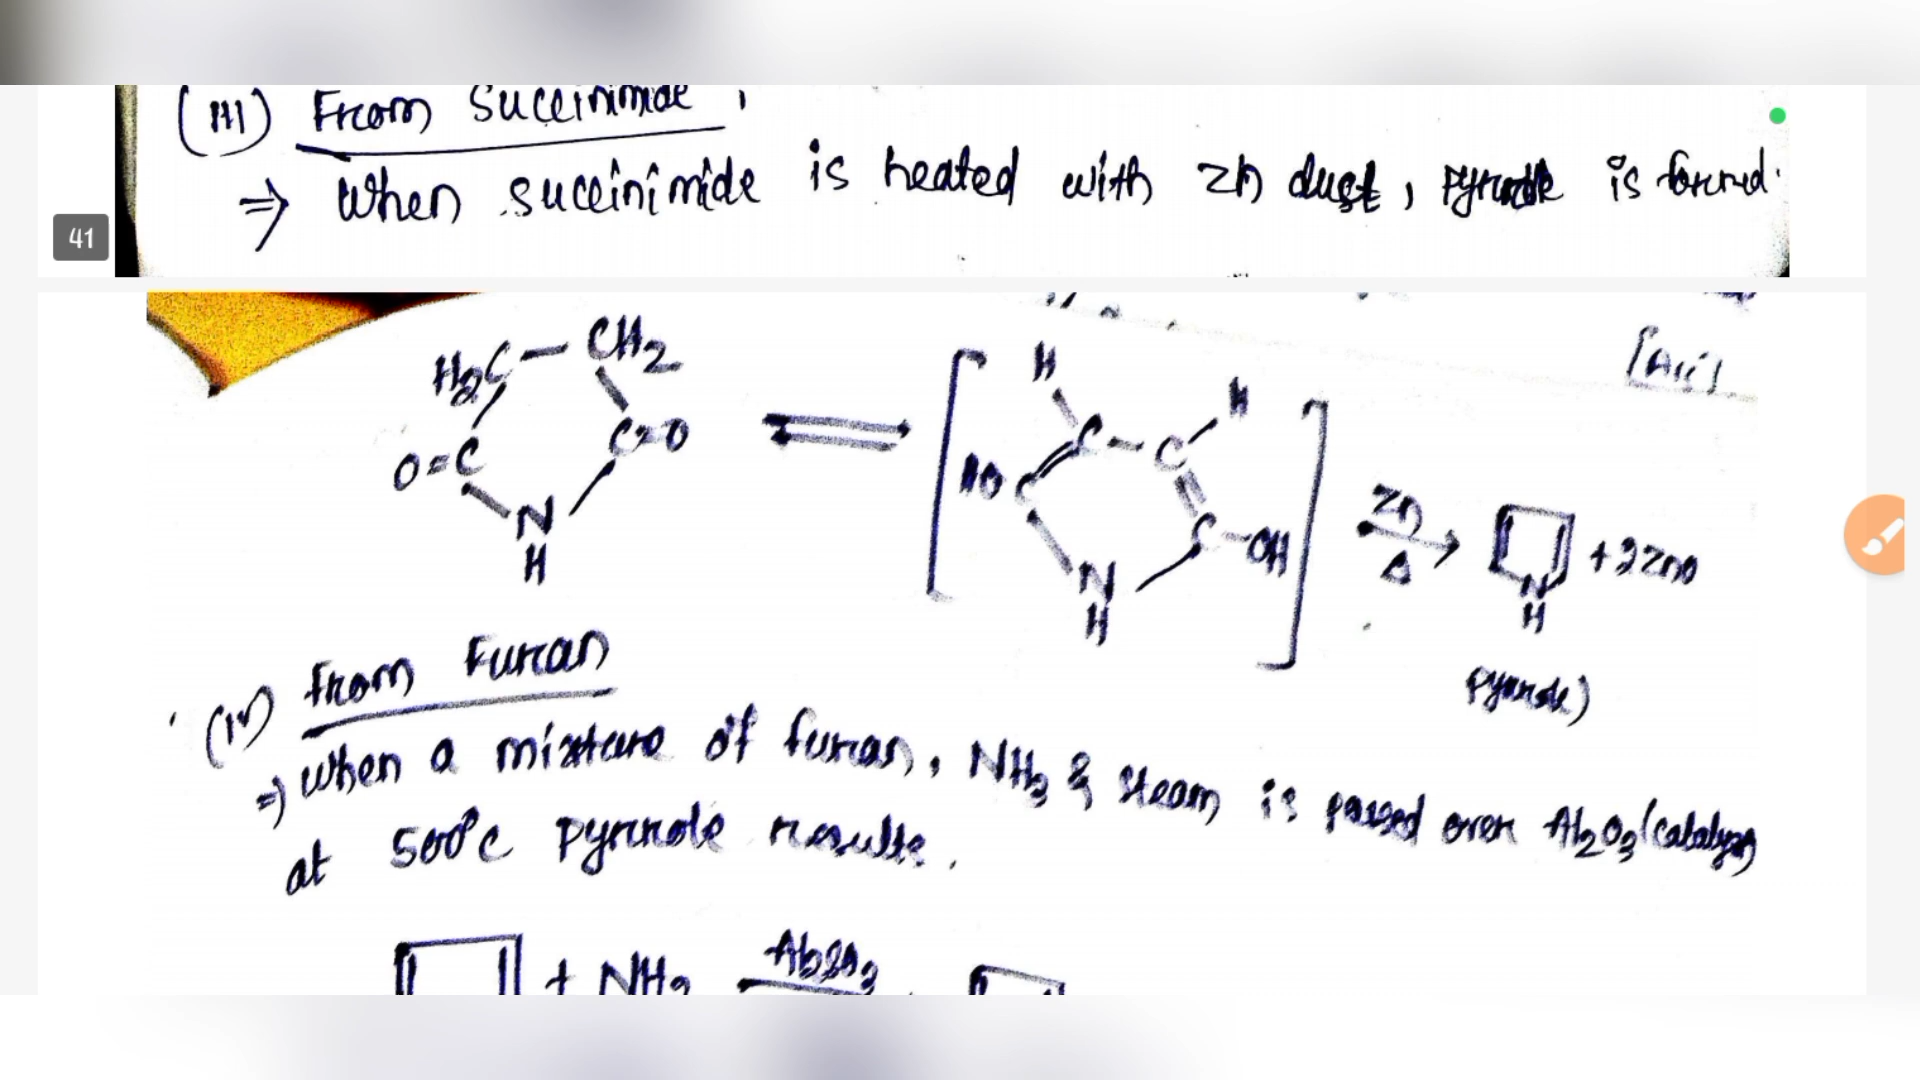 (III) From Succinimide,
⇒ When succinimide is heated with Zn dust, pyrrole is formed.
41
H2C - CH2
O=C C=O
N
H
⇌
H H
HO C C - C C - OH
N
H
Zn
Δ
N
H
+ 2ZnO
Pyrrole)
(IV) From Furan
⇒ When a mixture of furan, NH3 & steam is passed over Al2O3 (catalyst)
at 500°C pyrrole results.
+ NH3 Al2O3